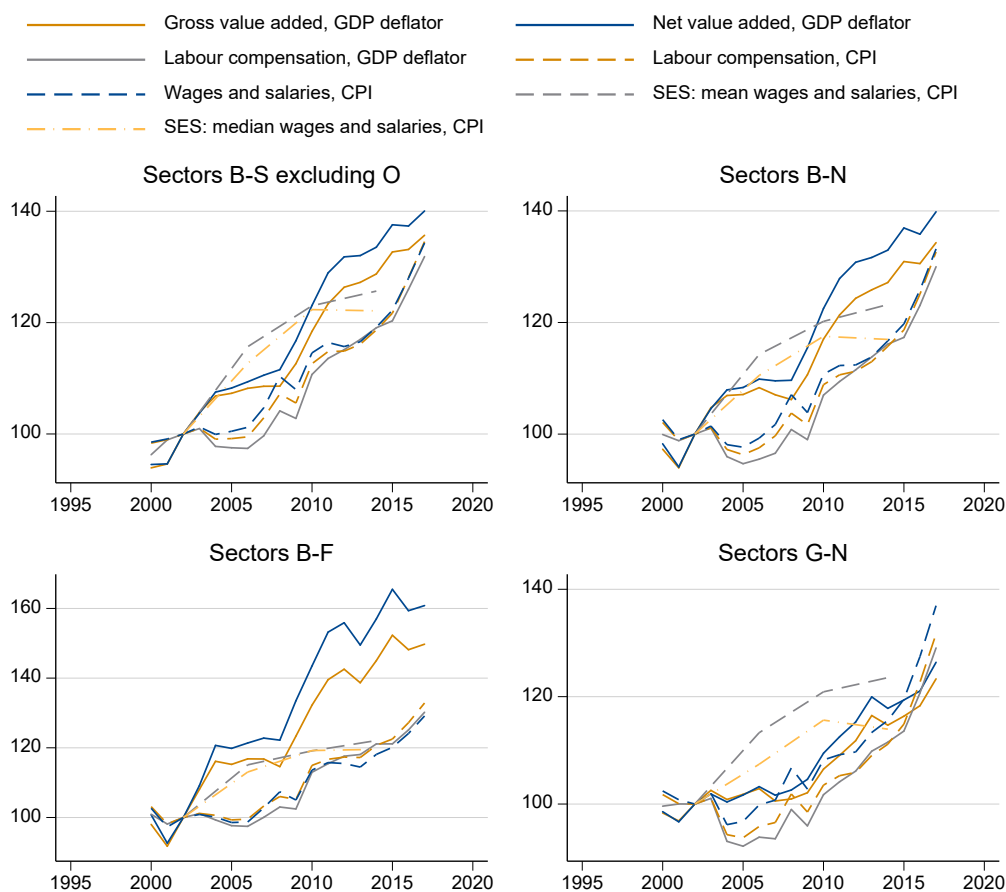 Gross value added, GDP deflator
Net value added, GDP deflator
Labour compensation, GDP deflator
Labour compensation, CPI
Wages and salaries, CPI
SES: mean wages and salaries, CPI
SES: median wages and salaries, CPI
Sectors B-S excluding O
140
120
100
1995 2000 2005 2010 2015 2020
Sectors B-N
140
120
100
1995 2000 2005 2010 2015 2020
Sectors B-F
160
140
120
100
1995 2000 2005 2010 2015 2020
Sectors G-N
140
120
100
1995 2000 2005 2010 2015 2020